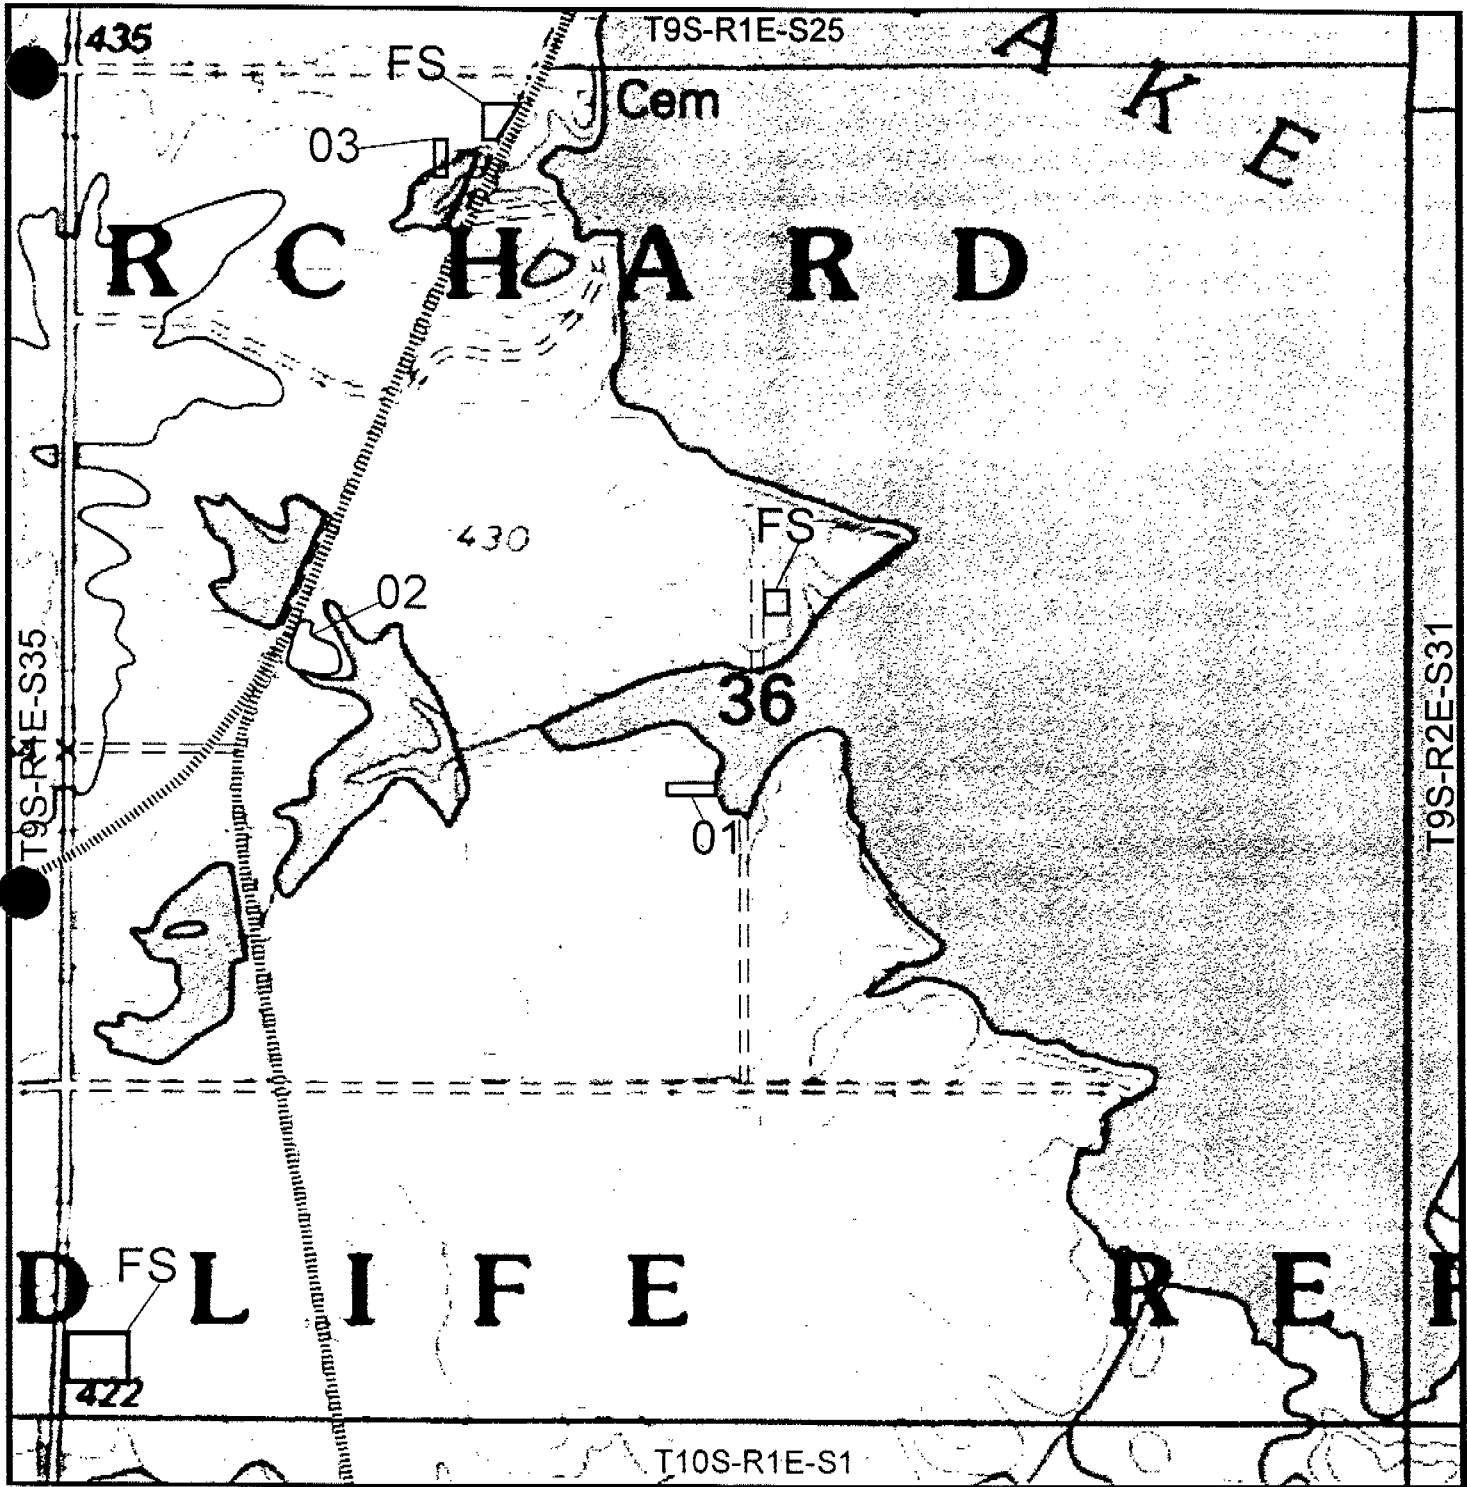 T9S-R1E-S25
435
A K E
FS
Cem
03
R C H A R D
430
FS
02
T9S-R1E-S35
36
T9S-R2E-S31
01
D L I F E R E F
FS
422
T10S-R1E-S1